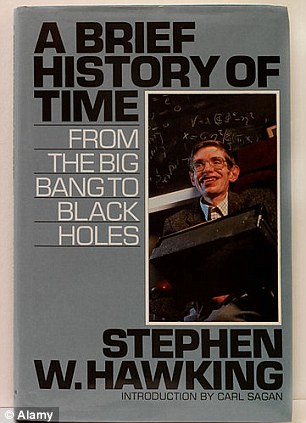 A BRIEF
HISTORY OF
TIME
FROM
THE BIG
BANG TO
BLACK
HOLES
STEPHEN
W. HAWKING
INTRODUCTION BY CARL SAGAN
© Alamy